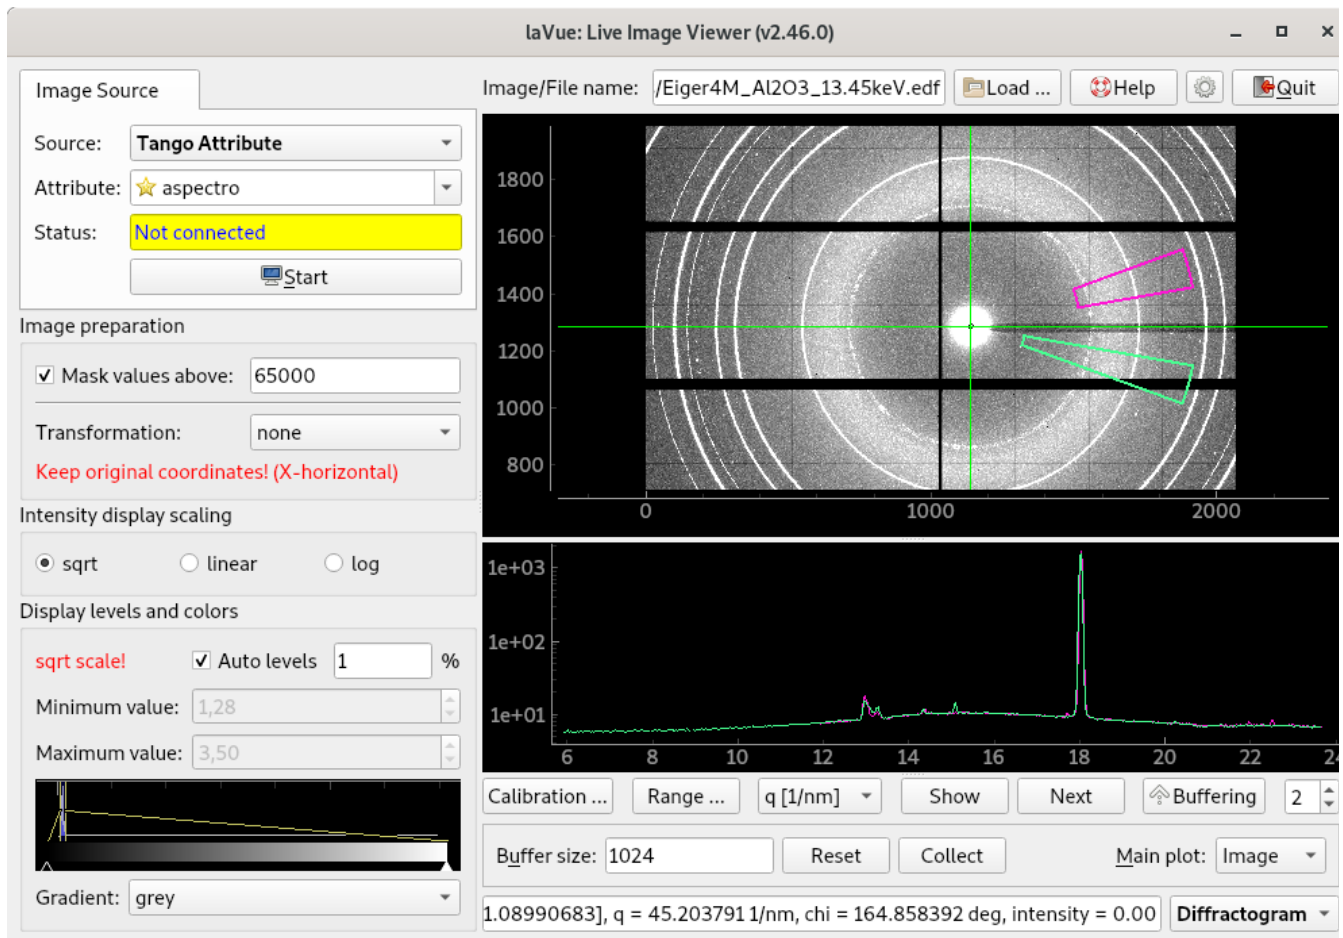 laVue: Live Image Viewer (v2.46.0)
Image Source
Image/File name: /Eiger4M_Al2O3_13.45keV.edf Load ... Help Quit
Source: Tango Attribute
Attribute: aspectro
Status: Not connected
Start
Image preparation
Mask values above: 65000
Transformation: none
Keep original coordinates! (X-horizontal)
Intensity display scaling
sqrt linear log
Display levels and colors
sqrt scale! Auto levels 1 %
Minimum value: 1,28
Maximum value: 3,50
Gradient: grey
1800
1600
1400
1200
1000
800
0 1000 2000
1e+03
1e+02
1e+01
6 8 10 12 14 16 18 20 22 24
Calibration ... Range ... q [1/nm] Show Next Buffering 2
Buffer size: 1024 Reset Collect Main plot: Image
1.08990683], q = 45.203791 1/nm, chi = 164.858392 deg, intensity = 0.00 Diffractogram